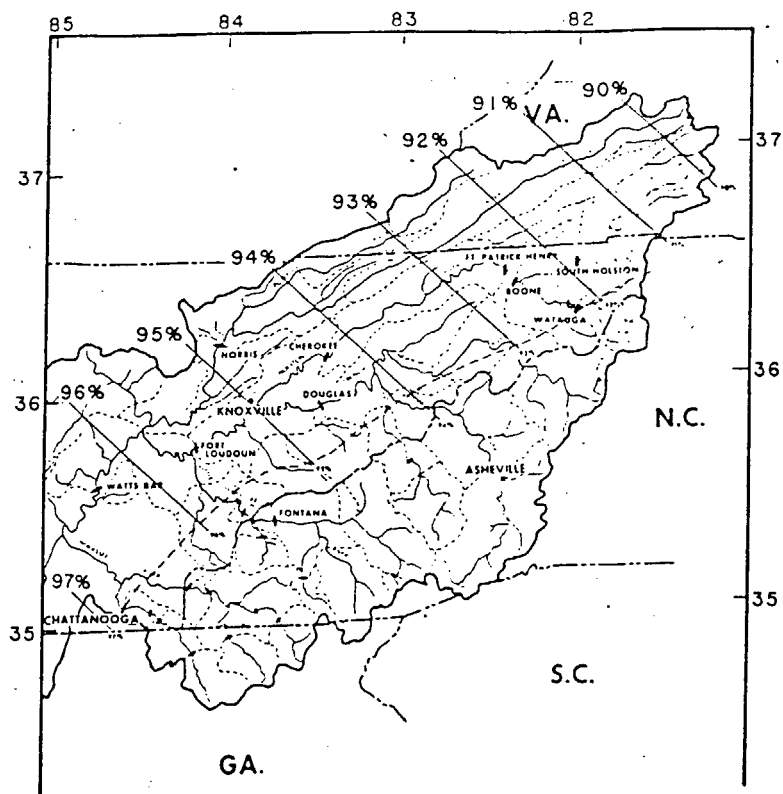 85 84 83 82
90%
91%
VA.
92%
37 37
93%
94%
FT. PATRICK HENRY
SOUTH HOLSTON
BOONE
WATAUGA
95%
NORRIS
CHEROKEE
36
96%
DOUGLAS
36
KNOXVILLE
N.C.
FORT
LOUDOUN
ASHEVILLE
WATTS BAR
FONTANA
97%
35
CHATTANOOGA
35
S.C.
GA.